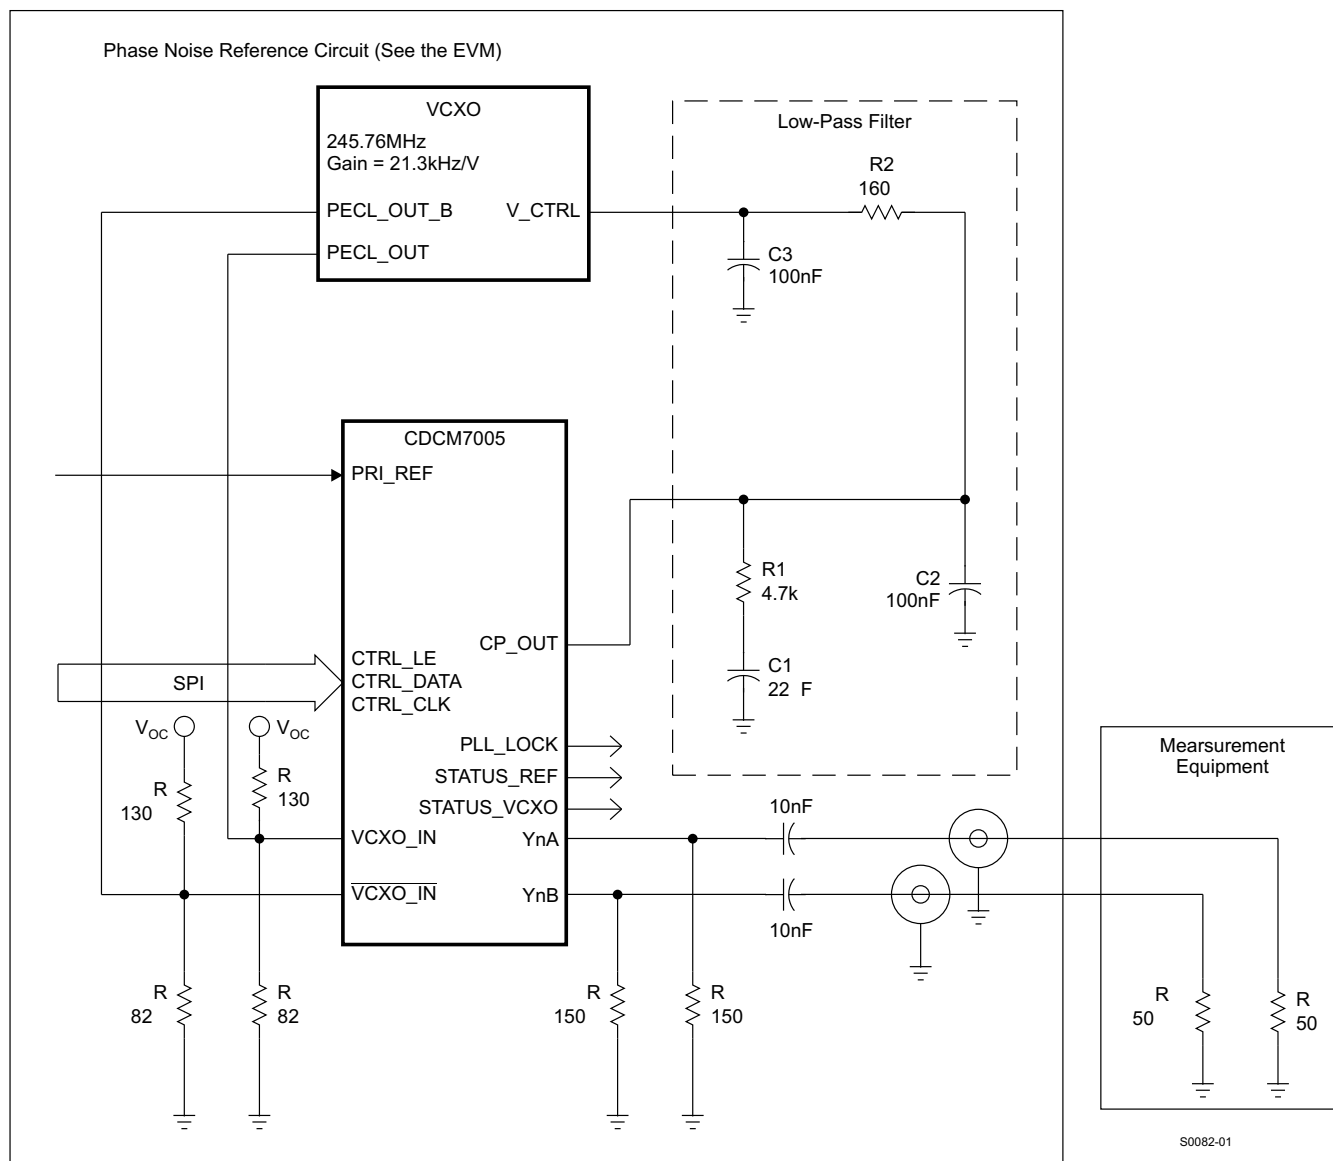 Phase Noise Reference Circuit (See the EVM)
VCXO
245.76MHz
Gain = 21.3kHz/V
PECL_OUT_B
V_CTRL
PECL_OUT
Low-Pass Filter
R2
160
C3
100nF
CDCM7005
PRI_REF
R1
4.7k
C2
100nF
CP_OUT
C1
22 F
CTRL_LE
CTRL_DATA
CTRL_CLK
SPI
VOC
VOC
R
130
R
130
PLL_LOCK
STATUS_REF
STATUS_VCXO
VCXO_IN
YnA
VCXO_IN
YnB
10nF
10nF
Mearsurement
Equipment
R
82
R
82
R
150
R
150
R
50
R
50
S0082-01